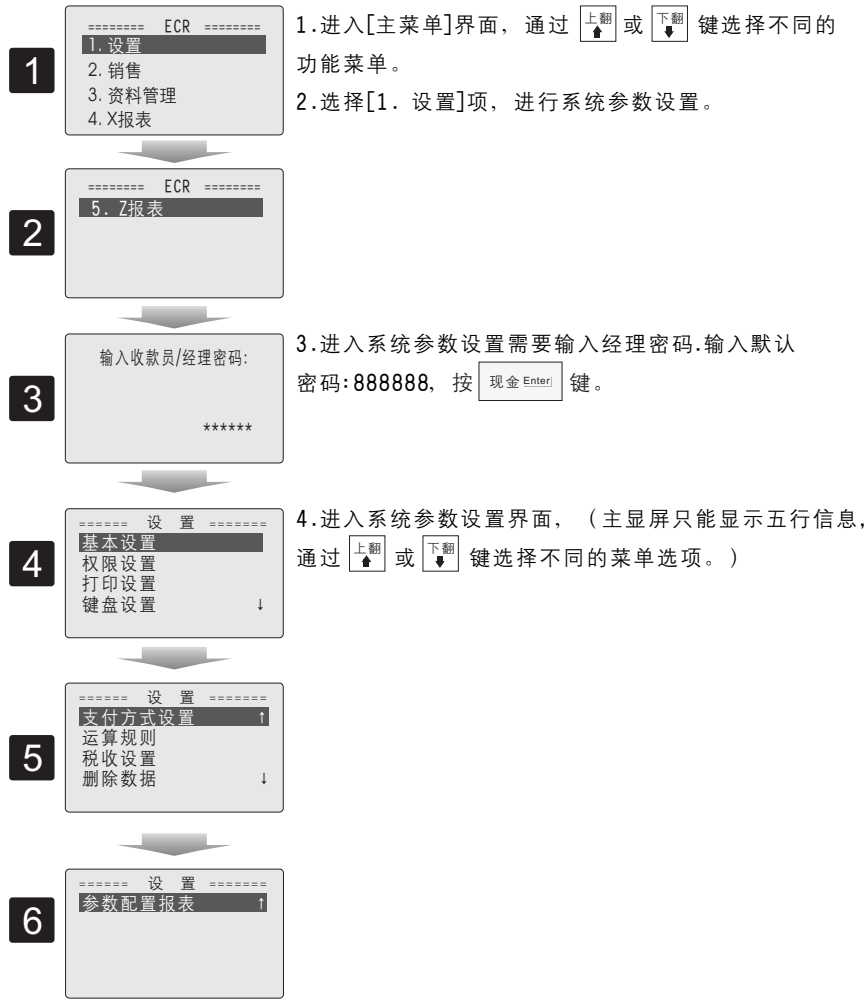 1
======== ECR ========
1. 设置
2. 销售
3. 资料管理
4. X报表
1.进入[主菜单]界面，通过 上翻 或 下翻 键选择不同的
功能菜单。
2.选择[1. 设置]项，进行系统参数设置。
2
======== ECR ========
5. Z报表
3
输入收款员/经理密码:
******
3.进入系统参数设置需要输入经理密码.输入默认
密码:888888，按 现金 Enter 键。
4
====== 设 置 =======
基本设置
权限设置
打印设置
键盘设置 ↓
4.进入系统参数设置界面，（主显屏只能显示五行信息，
通过 上翻 或 下翻 键选择不同的菜单选项。）
5
====== 设 置 =======
支付方式设置 ↑
运算规则
税收设置
删除数据 ↓
6
====== 设 置 =======
参数配置报表 ↑